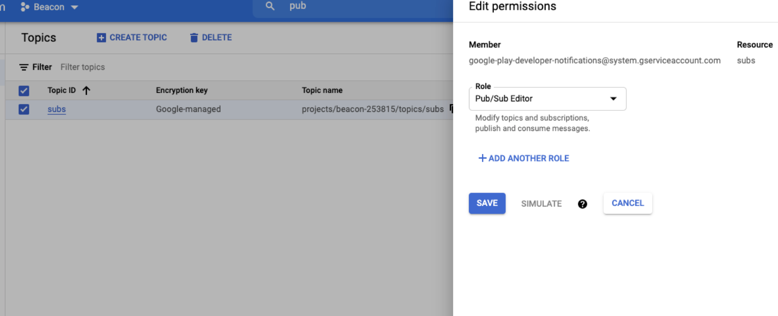 Beacon
pub
Topics
CREATE TOPIC
DELETE
Filter
Filter topics
Topic ID
Encryption key
Topic name
subs
Google-managed
projects/beacon-253815/topics/subs
Edit permissions
Member
Resource
google-play-developer-notifications@system.gserviceaccount.com
subs
Role
Pub/Sub Editor
Modify topics and subscriptions,
publish and consume messages.
ADD ANOTHER ROLE
SAVE
SIMULATE
CANCEL